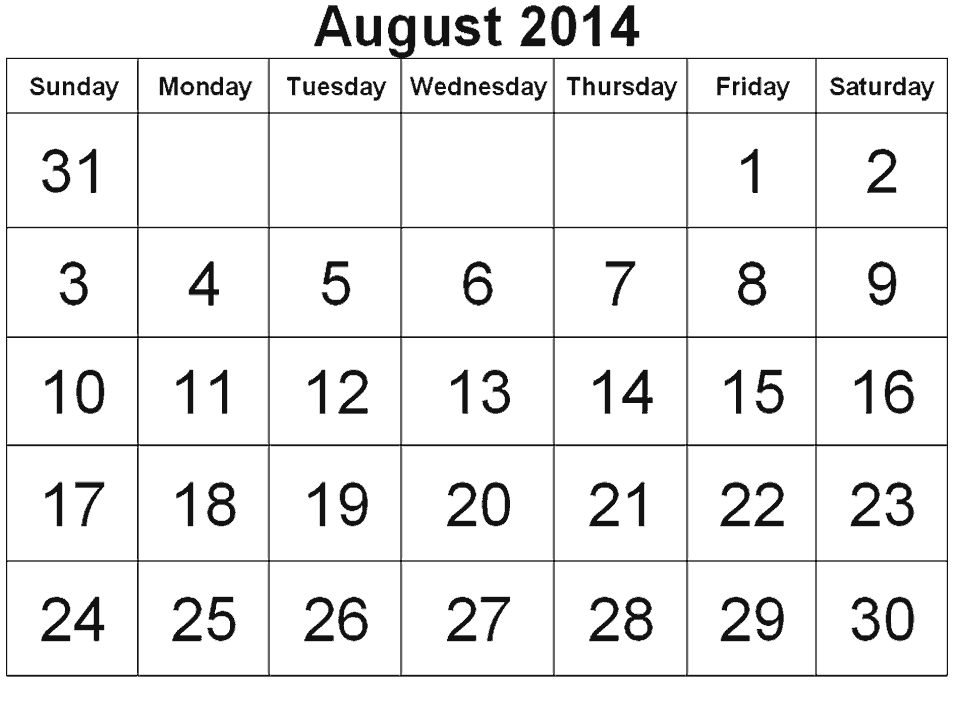 August 2014
Sunday Monday Tuesday Wednesday Thursday Friday Saturday
31 1 2
3 4 5 6 7 8 9
10 11 12 13 14 15 16
17 18 19 20 21 22 23
24 25 26 27 28 29 30